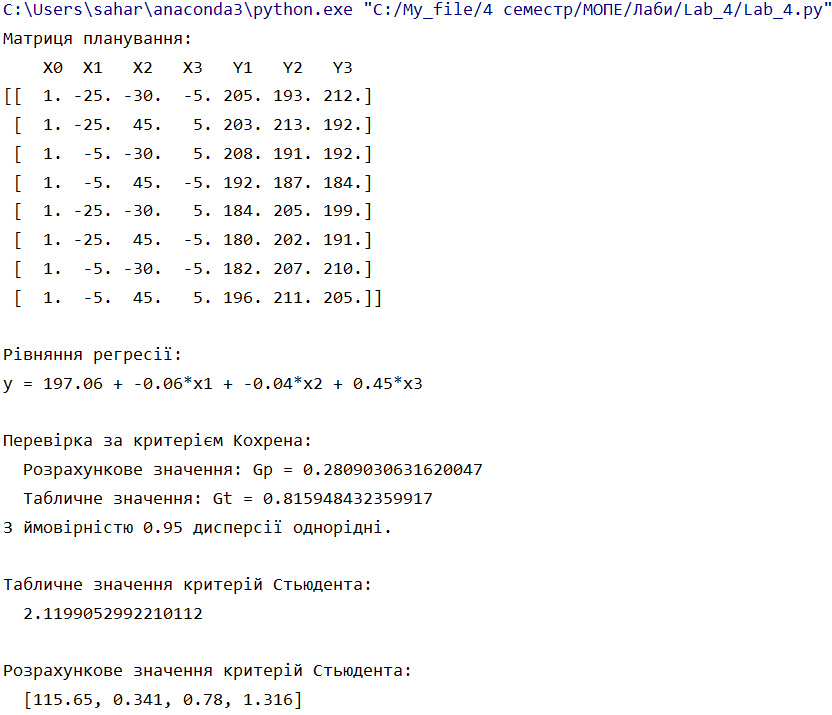 C:\Users\sahar\anaconda3\python.exe "C:/My_file/4 семестр/МОПЕ/Лаби/Lab_4/Lab_4.py"
Матриця планування:
    X0  X1   X2   X3   Y1   Y2   Y3
[[  1. -25. -30.  -5. 205. 193. 212.]
 [  1. -25.  45.   5. 203. 213. 192.]
 [  1.  -5. -30.   5. 208. 191. 192.]
 [  1.  -5.  45.  -5. 192. 187. 184.]
 [  1. -25. -30.   5. 184. 205. 199.]
 [  1. -25.  45.  -5. 180. 202. 191.]
 [  1.  -5. -30.  -5. 182. 207. 210.]
 [  1.  -5.  45.   5. 196. 211. 205.]]
Рівняння регресії:
y = 197.06 + -0.06*x1 + -0.04*x2 + 0.45*x3
Перевірка за критерієм Кохрена:
  Розрахункове значення: Gp = 0.2809030631620047
  Табличне значення: Gt = 0.815948432359917
З ймовірністю 0.95 дисперсії однорідні.
Табличне значення критерій Стьюдента:
  2.1199052992210112
Розрахункове значення критерій Стьюдента:
  [115.65, 0.341, 0.78, 1.316]